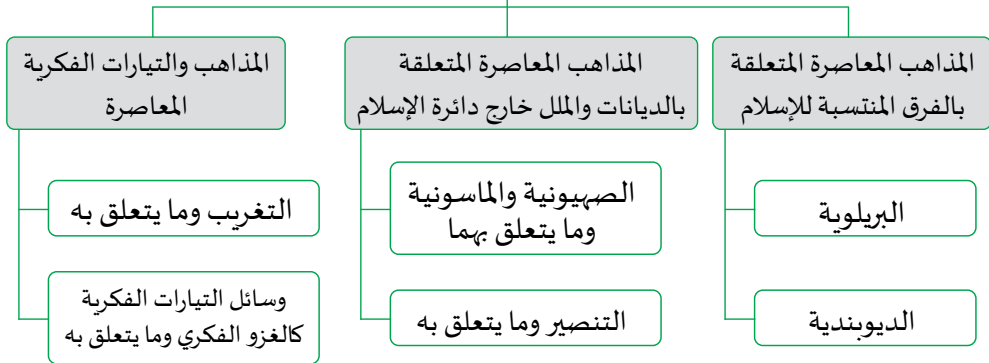 المذاهب المعاصرة المتعلقة
بالفرق المنتسبة للإسلام
البريلوية
الديوبندية
المذاهب المعاصرة المتعلقة
بالديانات والملل خارج دائرة الإسلام
الصهيونية والماسونية
وما يتعلق بهما
التنصير وما يتعلق به
المذاهب والتيارات الفكرية
المعاصرة
التغريب وما يتعلق به
وسائل التيارات الفكرية
كالغزو الفكري وما يتعلق به